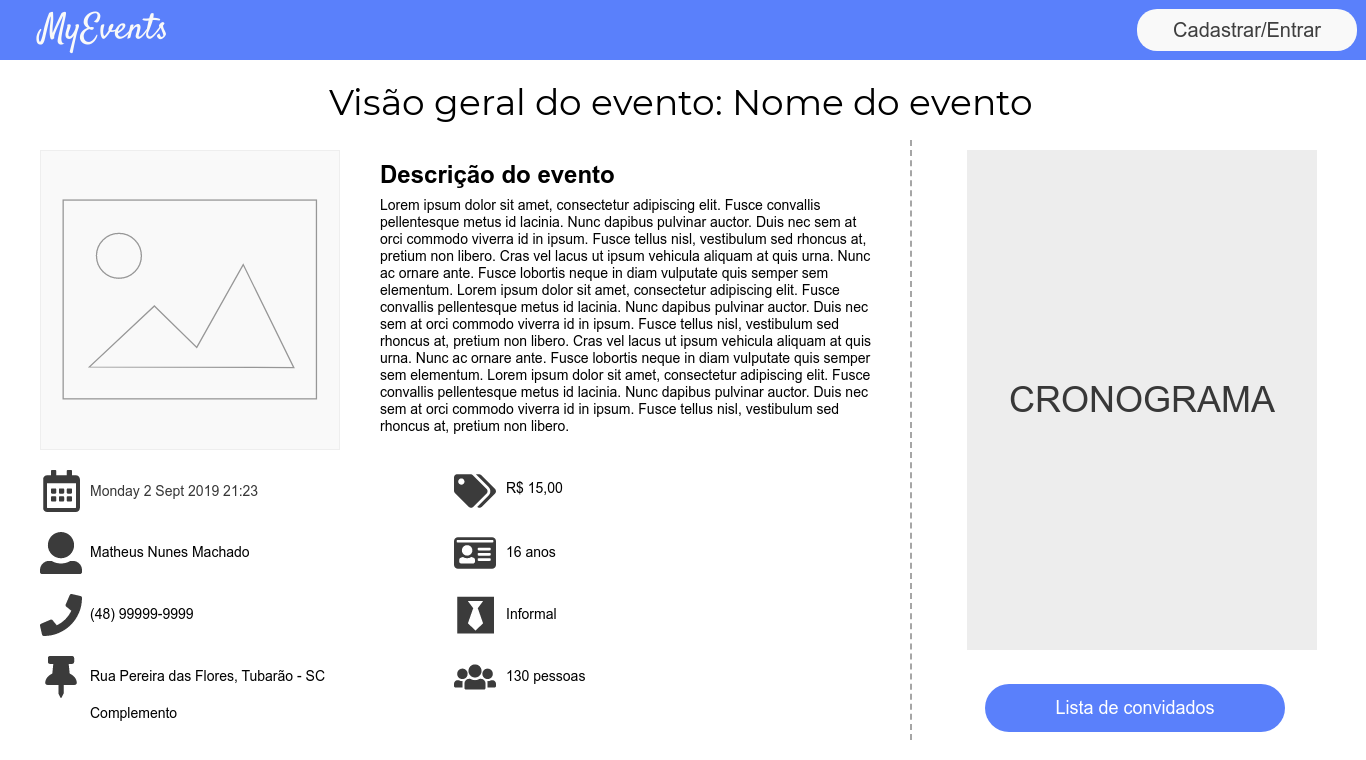 MyEvents
Cadastrar/Entrar
Visão geral do evento: Nome do evento
Descrição do evento
Lorem ipsum dolor sit amet, consectetur adipiscing elit. Fusce convallis
pellentesque metus id lacinia. Nunc dapibus pulvinar auctor. Duis nec sem at
orci commodo viverra id in ipsum. Fusce tellus nisl, vestibulum sed rhoncus at,
pretium non libero. Cras vel lacus ut ipsum vehicula aliquam at quis urna. Nunc
ac ornare ante. Fusce lobortis neque in diam vulputate quis semper sem
elementum. Lorem ipsum dolor sit amet, consectetur adipiscing elit. Fusce
convallis pellentesque metus id lacinia. Nunc dapibus pulvinar auctor. Duis nec
sem at orci commodo viverra id in ipsum. Fusce tellus nisl, vestibulum sed
rhoncus at, pretium non libero. Cras vel lacus ut ipsum vehicula aliquam at quis
urna. Nunc ac ornare ante. Fusce lobortis neque in diam vulputate quis semper
sem elementum. Lorem ipsum dolor sit amet, consectetur adipiscing elit. Fusce
convallis pellentesque metus id lacinia. Nunc dapibus pulvinar auctor. Duis nec
sem at orci commodo viverra id in ipsum. Fusce tellus nisl, vestibulum sed
rhoncus at, pretium non libero.
Monday 2 Sept 2019 21:23
Matheus Nunes Machado
(48) 99999-9999
Rua Pereira das Flores, Tubarão - SC
Complemento
R$ 15,00
16 anos
Informal
130 pessoas
CRONOGRAMA
Lista de convidados